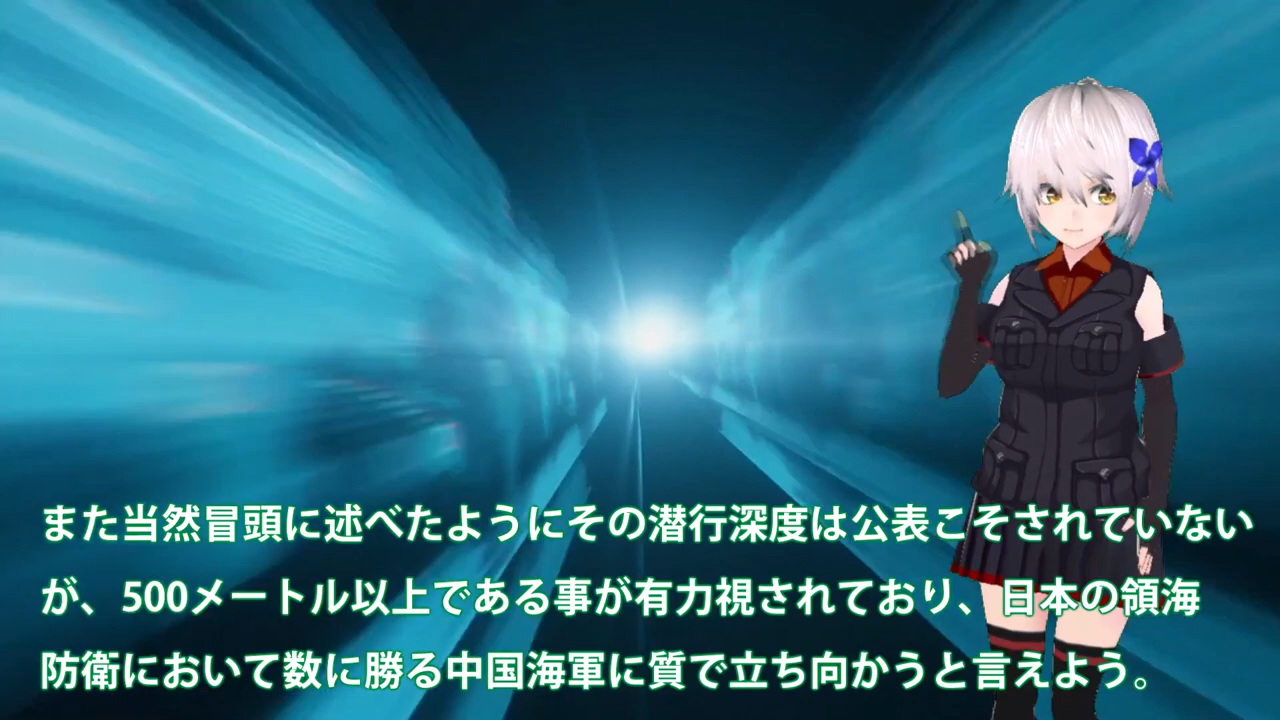 また当然冒頭に述べたようにその潜行深度は公表こそされていない
が、500メートル以上である事が有力視されており、日本の領海
防衛において数に勝る中国海軍に質で立ち向かうと言えよう。